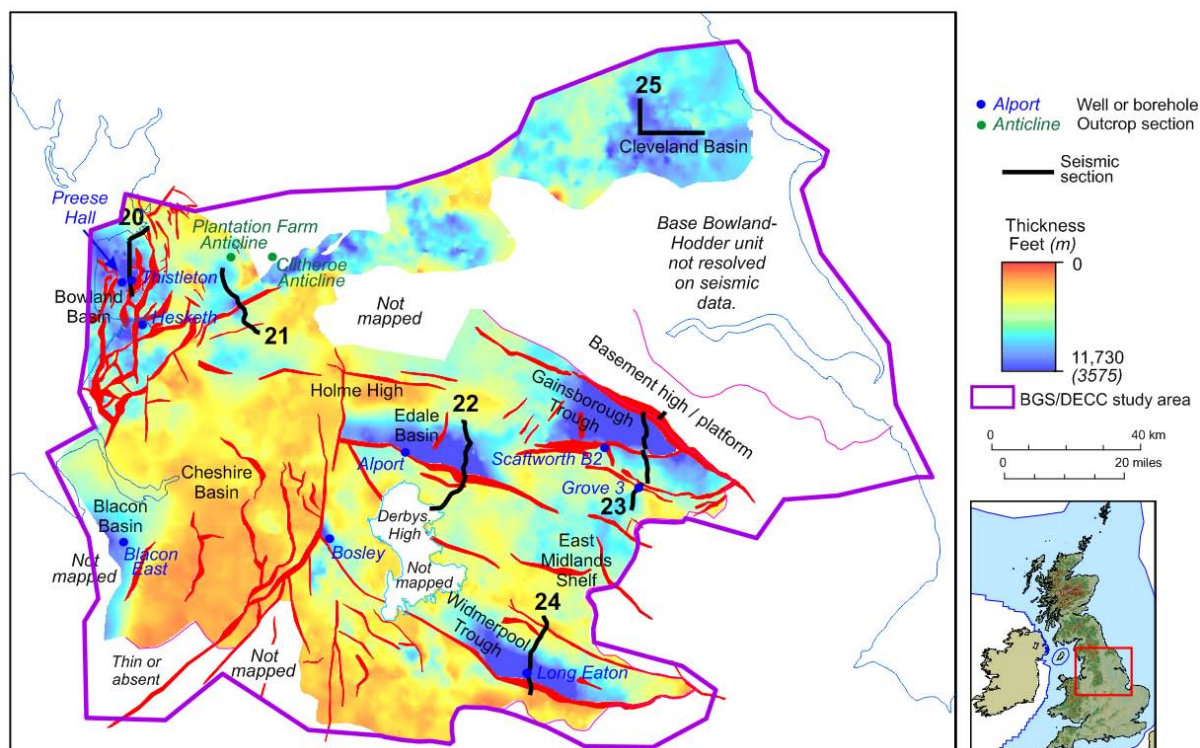 25
Cleveland Basin
Preese
Hall
20
Plantation Farm
Anticline
Clitheroe
Anticline
Thistleton
Bowland
Basin
Hesketh
21
Not
mapped
Base Bowland-
Hodder unit
not resolved
on seismic
data.
Holme High
22
Edale
Basin
Alport
Gainsborough
Trough
Basement high / platform
Scaftworth B2
Grove 3
23
Cheshire
Basin
Blacon
Basin
Blacon
East
Not
mapped
Derbys.
High
Bosley
Not
mapped
East
Midlands
Shelf
Widmerpool
Trough
24
Long Eaton
Thin or
absent
Not
mapped
Alport Well or borehole
Anticline Outcrop section
Seismic
section
Thickness
Feet (m)
0
11,730
(3575)
BGS/DECC study area
0 40 km
0 20 miles